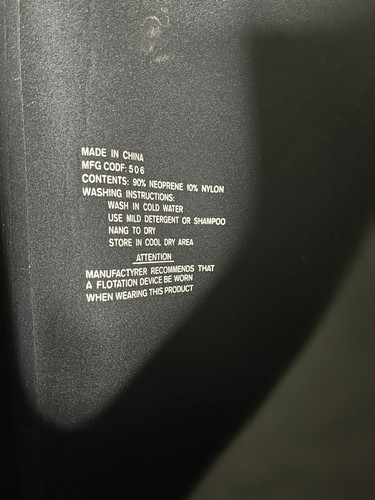 MADE IN CHINA
MFG CODF: 506
CONTENTS: 90% NEOPRENE 10% NYLON
WASHING INSTRUCTIONS:
WASH IN COLD WATER
USE MILD DETERGENT OR SHAMPOO
NANG TO DRY
STORE IN COOL DRY AREA
ATTENTION
MANUFACTYRER RECOMMENDS THAT
A FLOTATION DEVICE BE WORN
WHEN WEARING THIS PRODUCT